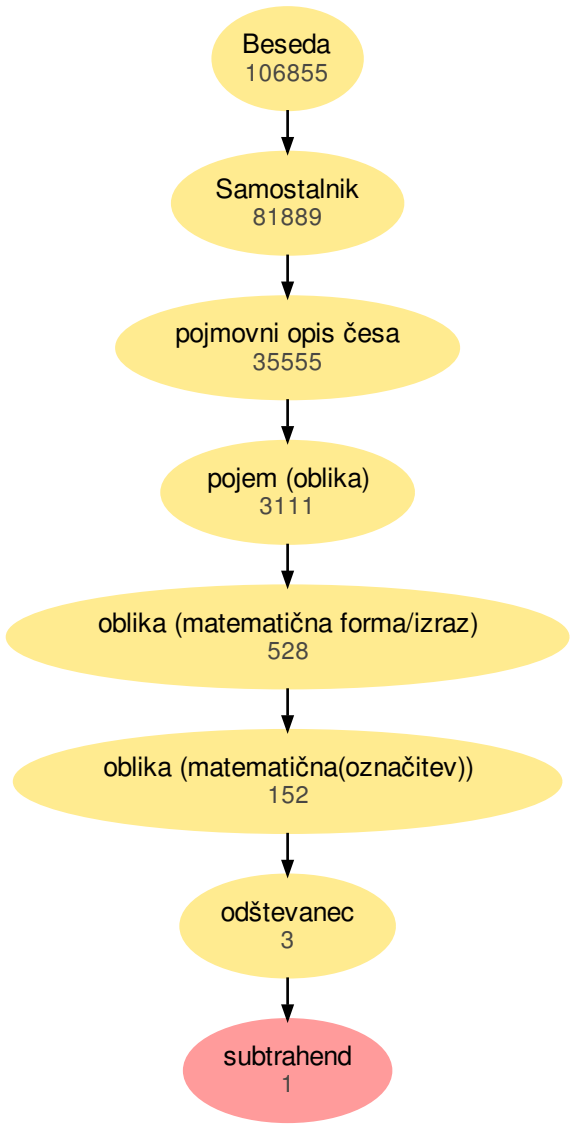 Beseda
106855
Samostalnik
81889
pojmovni opis česa
35555
pojem (oblika)
3111
oblika (matematična forma/izraz)
528
oblika (matematična(označitev))
152
odštevanec
3
subtrahend
1